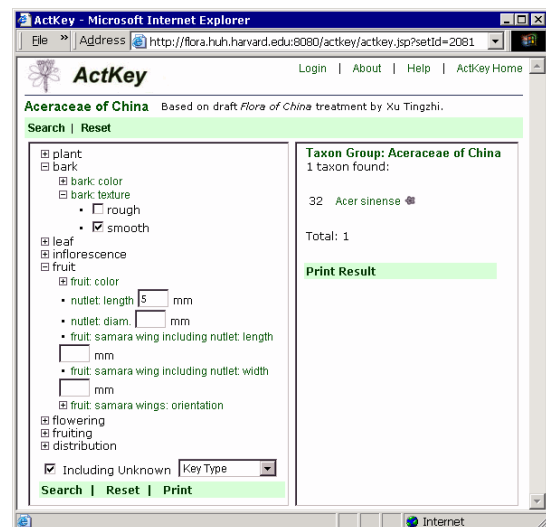 ActKey - Microsoft Internet Explorer
File » Address http://flora.huh.harvard.edu:8080/actkey/actkey.jsp?setId=2081
ActKey
Login | About | Help | ActKey Home
Aceraceae of China Based on draft Flora of China treatment by Xu Tingzhi.
Search | Reset
plant
bark
bark: color
bark: texture
rough
smooth
leaf
inflorescence
fruit
fruit: color
nutlet: length 5 mm
nutlet: diam. mm
fruit: samara wing including nutlet: length
mm
fruit: samara wing including nutlet: width
mm
fruit: samara wings: orientation
flowering
fruiting
distribution
Including Unknown Key Type
Search | Reset | Print
Taxon Group: Aceraceae of China
1 taxon found:
32 Acer sinense
Total: 1
Print Result
Internet